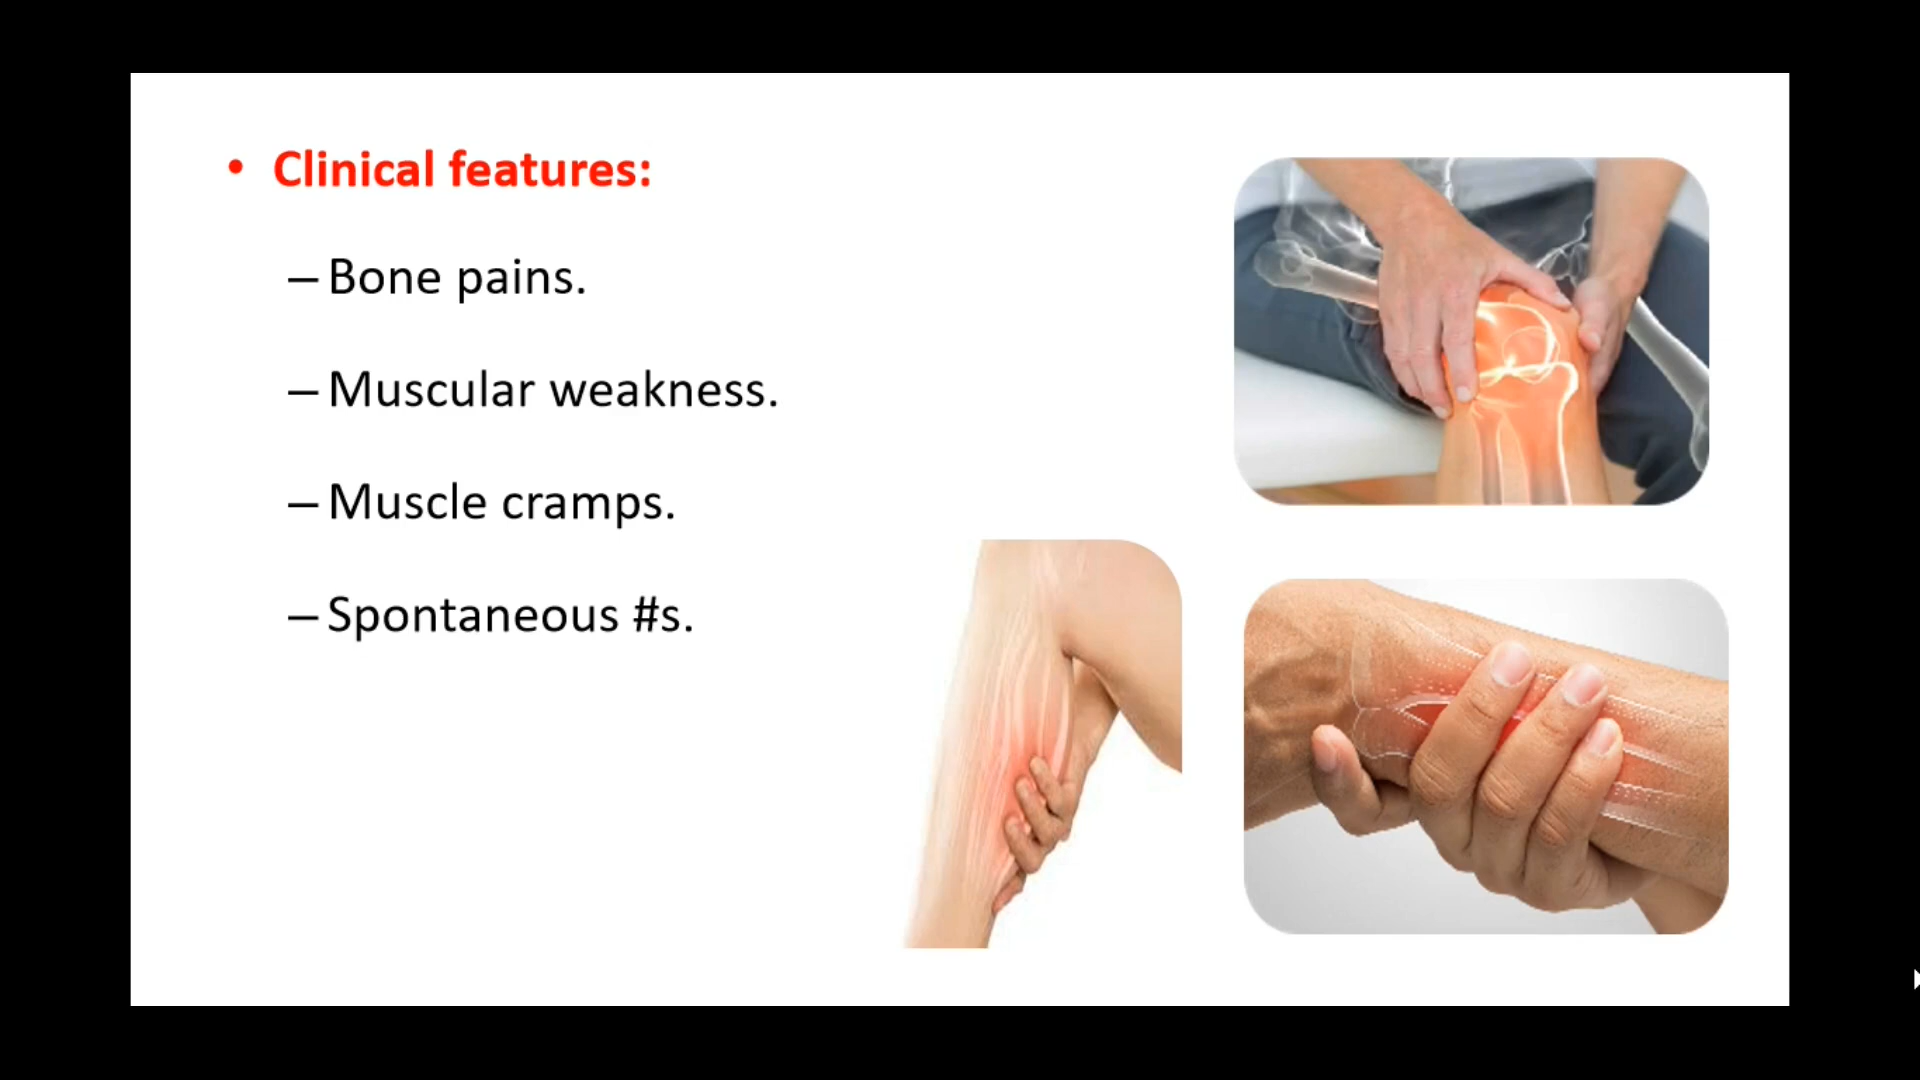 • Clinical features:
– Bone pains.
– Muscular weakness.
– Muscle cramps.
– Spontaneous #s.